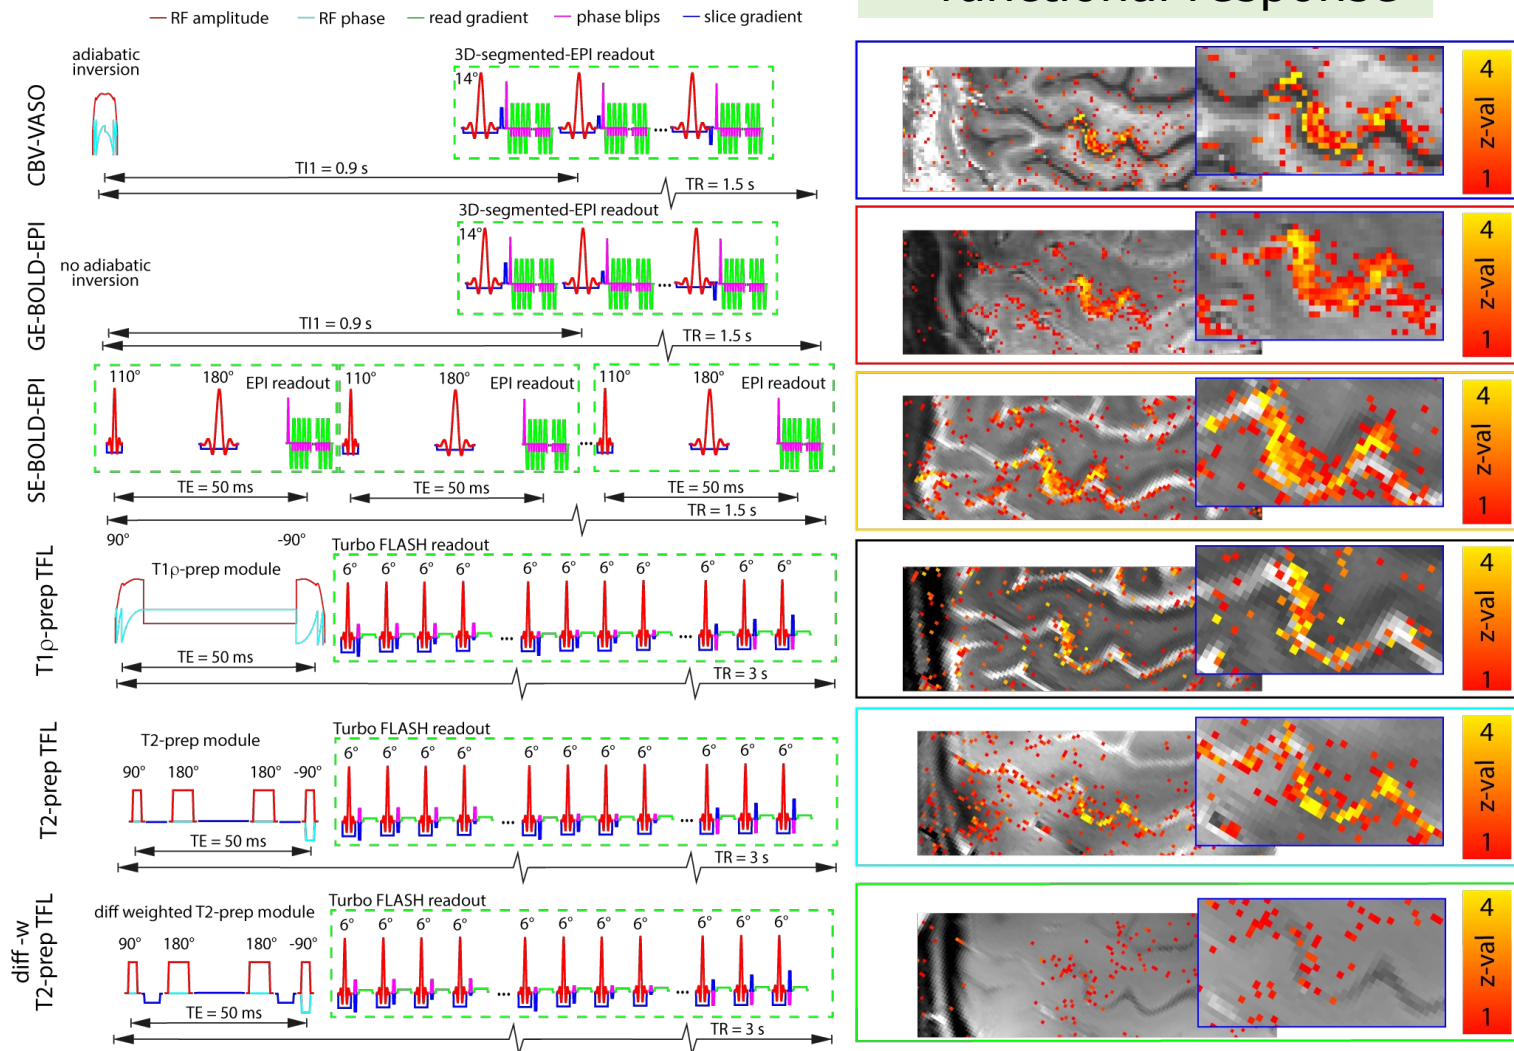 functional response
RF amplitude RF phase read gradient phase blips slice gradient
CBV-VASO
adiabatic
inversion
3D-segmented-EPI readout
14°
...
TI1 = 0.9 s
TR = 1.5 s
4
z-val
1
GE-BOLD-EPI
no adiabatic
inversion
3D-segmented-EPI readout
14°
...
TI1 = 0.9 s
TR = 1.5 s
4
z-val
1
SE-BOLD-EPI
110° 180° EPI readout 110° 180° EPI readout ... 110° 180° EPI readout
TE = 50 ms TE = 50 ms TE = 50 ms
TR = 1.5 s
4
z-val
1
T1ρ-prep TFL
90° -90°
T1ρ-prep module
TE = 50 ms
Turbo FLASH readout
6° 6° 6° 6° ... 6° 6° 6° 6° ... 6° 6° 6°
TR = 3 s
4
z-val
1
T2-prep TFL
T2-prep module
90° 180° 180° -90°
TE = 50 ms
Turbo FLASH readout
6° 6° 6° 6° ... 6° 6° 6° 6° ... 6° 6° 6°
TR = 3 s
4
z-val
1
diff -w
T2-prep TFL
diff weighted T2-prep module
90° 180° 180° -90°
TE = 50 ms
Turbo FLASH readout
6° 6° 6° 6° ... 6° 6° 6° 6° ... 6° 6° 6°
TR = 3 s
4
z-val
1